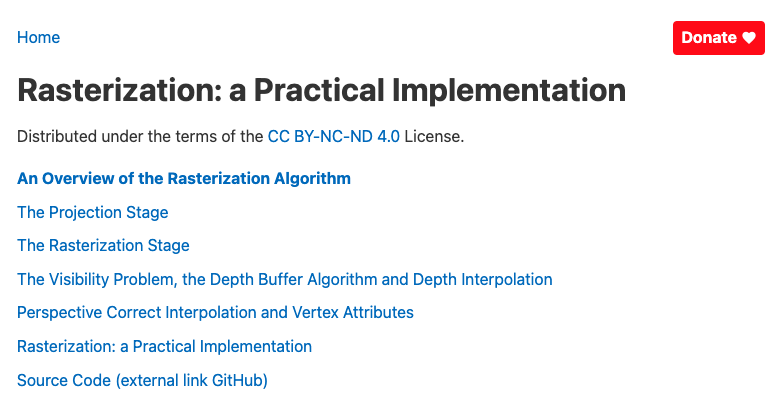 Home
Donate ♥
Rasterization: a Practical Implementation
Distributed under the terms of the CC BY-NC-ND 4.0 License.
An Overview of the Rasterization Algorithm
The Projection Stage
The Rasterization Stage
The Visibility Problem, the Depth Buffer Algorithm and Depth Interpolation
Perspective Correct Interpolation and Vertex Attributes
Rasterization: a Practical Implementation
Source Code (external link GitHub)